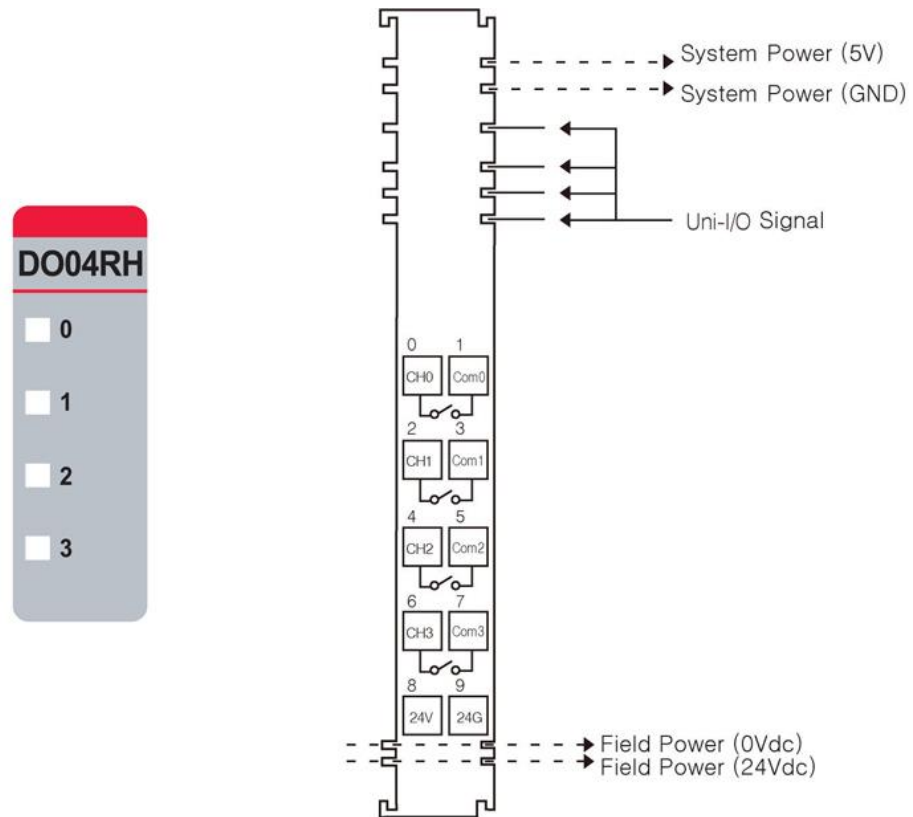 System Power (5V)
System Power (GND)
Uni-I/O Signal
DO04RH
0
1
2
3
0 1
CH0 Com0
2 3
CH1 Com1
4 5
CH2 Com2
6 7
CH3 Com3
8 9
24V 24G
Field Power (0Vdc)
Field Power (24Vdc)